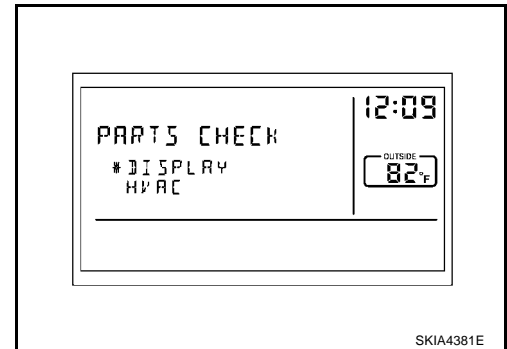 12:09
PARTS CHECK
OUTSIDE
*DISPLAY
82°F
HVAC
SKIA4381E